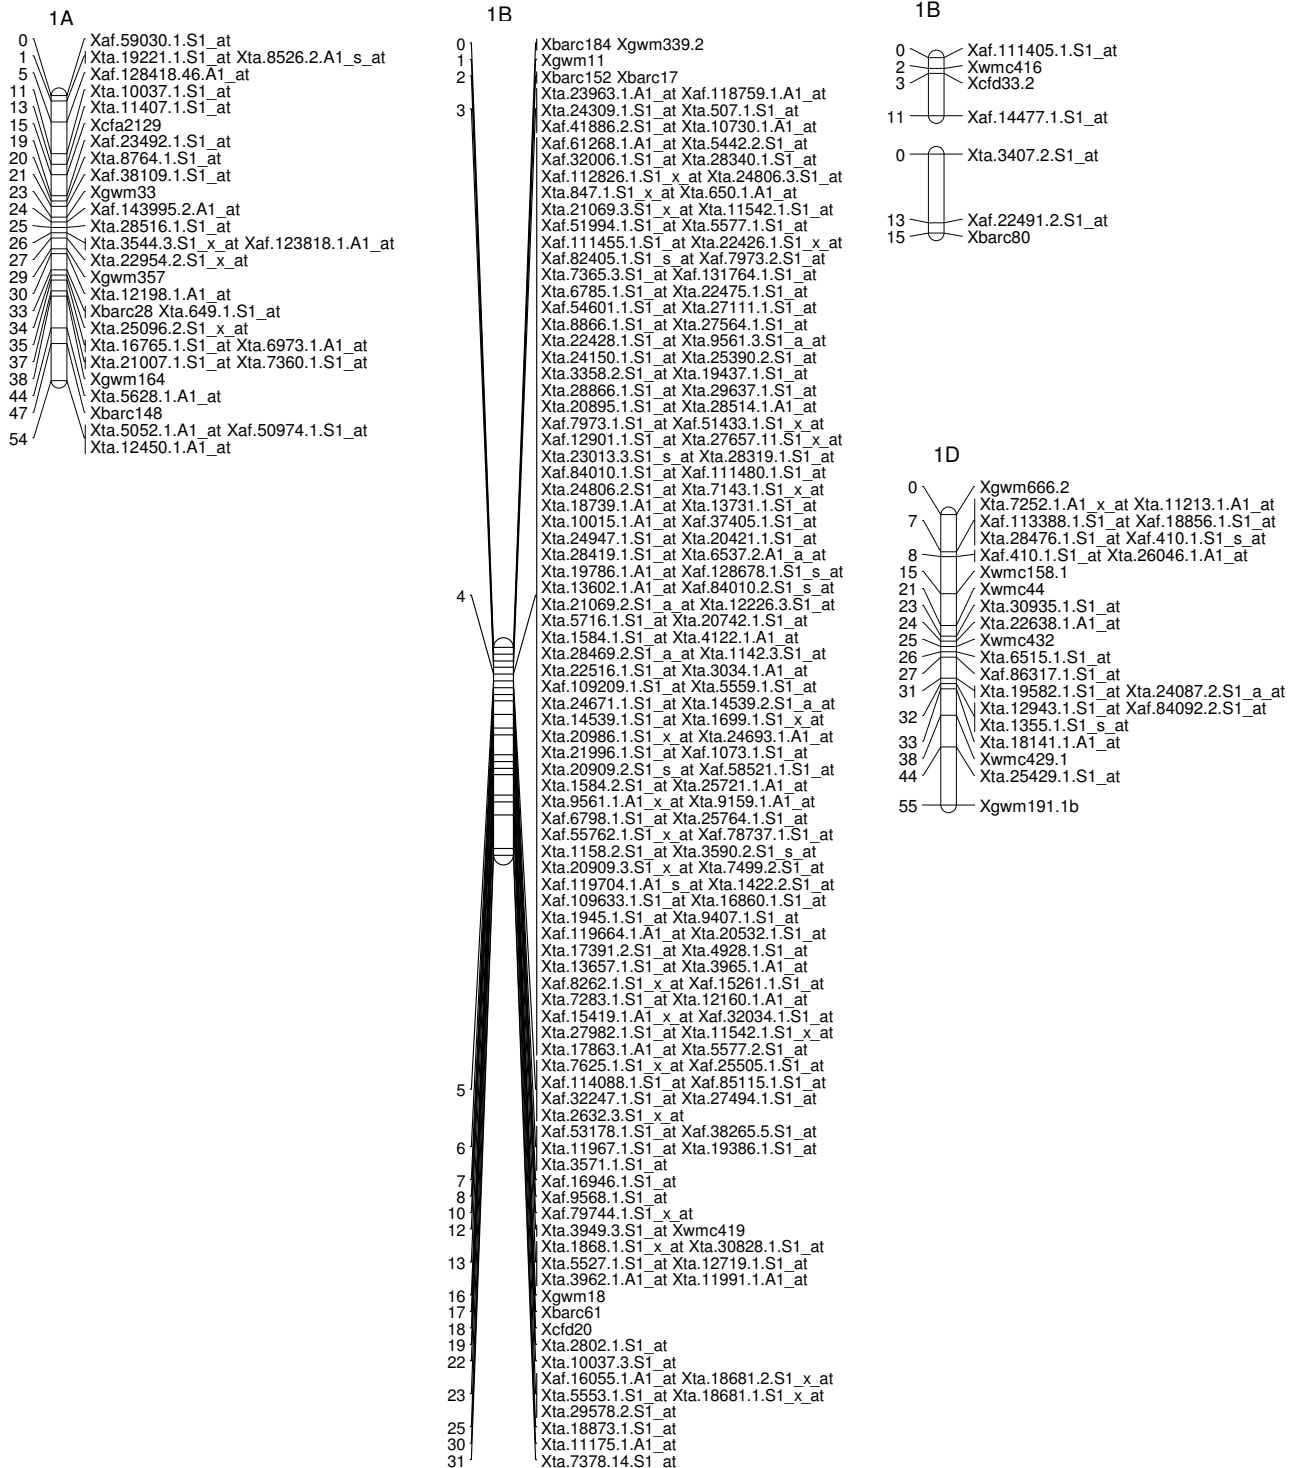 1A
0 Xaf.59030.1.S1_at
1 Xta.19221.1.S1_at Xta.8526.2.A1_s_at
5 Xaf.128418.46.A1_at
11 Xta.10037.1.S1_at
13 Xta.11407.1.S1_at
15 Xcfa2129
19 Xaf.23492.1.S1_at
20 Xta.8764.1.S1_at
21 Xaf.38109.1.S1_at
23 Xgwm33
24 Xaf.143995.2.A1_at
25 Xta.28516.1.S1_at
26 Xta.3544.3.S1_x_at Xaf.123818.1.A1_at
27 Xta.22954.2.S1_x_at
29 Xgwm357
30 Xta.12198.1.A1_at
33 Xbarc28 Xta.649.1.S1_at
34 Xta.25096.2.S1_x_at
35 Xta.16765.1.S1_at Xta.6973.1.A1_at
37 Xta.21007.1.S1_at Xta.7360.1.S1_at
38 Xgwm164
44 Xta.5628.1.A1_at
47 Xbarc148
54 Xta.5052.1.A1_at Xaf.50974.1.S1_at
Xta.12450.1.A1_at
1B
0 Xbarc184 Xgwm339.2
1 Xgwm11
2 Xbarc152 Xbarc17
Xta.23963.1.A1_at Xaf.118759.1.A1_at
3 Xta.24309.1.S1_at Xta.507.1.S1_at
Xaf.41886.2.S1_at Xta.10730.1.A1_at
Xaf.61268.1.A1_at Xta.5442.2.S1_at
Xaf.32006.1.S1_at Xta.28340.1.S1_at
Xaf.112826.1.S1_x_at Xta.24806.3.S1_at
Xta.847.1.S1_x_at Xta.650.1.A1_at
Xta.21069.3.S1_x_at Xta.11542.1.S1_at
Xaf.51994.1.S1_at Xta.5577.1.S1_at
Xaf.111455.1.S1_at Xta.22426.1.S1_x_at
Xaf.82405.1.S1_s_at Xaf.7973.2.S1_at
Xta.7365.3.S1_at Xaf.131764.1.S1_at
Xta.6785.1.S1_at Xta.22475.1.S1_at
Xaf.54601.1.S1_at Xta.27111.1.S1_at
Xta.8866.1.S1_at Xta.27564.1.S1_at
Xta.22428.1.S1_at Xta.9561.3.S1_a_at
Xta.24150.1.S1_at Xta.25390.2.S1_at
Xta.3358.2.S1_at Xta.19437.1.S1_at
Xta.28866.1.S1_at Xta.29637.1.S1_at
Xta.20895.1.S1_at Xta.28514.1.A1_at
Xaf.7973.1.S1_at Xaf.51433.1.S1_x_at
Xaf.12901.1.S1_at Xta.27657.11.S1_x_at
Xta.23013.3.S1_s_at Xta.28319.1.S1_at
Xaf.84010.1.S1_at Xaf.111480.1.S1_at
Xta.24806.2.S1_at Xta.7143.1.S1_x_at
Xta.18739.1.A1_at Xta.13731.1.S1_at
Xta.10015.1.A1_at Xaf.37405.1.S1_at
Xta.24947.1.S1_at Xta.20421.1.S1_at
Xta.28419.1.S1_at Xta.6537.2.A1_a_at
Xta.19786.1.A1_at Xaf.128678.1.S1_s_at
Xta.13602.1.A1_at Xaf.84010.2.S1_s_at
4 Xta.21069.2.S1_a_at Xta.12226.3.S1_at
Xta.5716.1.S1_at Xta.20742.1.S1_at
Xta.1584.1.S1_at Xta.4122.1.A1_at
Xta.28469.2.S1_a_at Xta.1142.3.S1_at
Xta.22516.1.S1_at Xta.3034.1.A1_at
Xaf.109209.1.S1_at Xta.5559.1.S1_at
Xta.24671.1.S1_at Xta.14539.2.S1_a_at
Xta.14539.1.S1_at Xta.1699.1.S1_x_at
Xta.20986.1.S1_x_at Xta.24693.1.A1_at
Xta.21996.1.S1_at Xaf.1073.1.S1_at
Xta.20909.2.S1_s_at Xaf.58521.1.S1_at
Xta.1584.2.S1_at Xta.25721.1.A1_at
Xta.9561.1.A1_x_at Xta.9159.1.A1_at
Xaf.6798.1.S1_at Xta.25764.1.S1_at
Xaf.55762.1.S1_x_at Xaf.78737.1.S1_at
Xta.1158.2.S1_at Xta.3590.2.S1_s_at
Xta.20909.3.S1_x_at Xta.7499.2.S1_at
Xaf.119704.1.A1_s_at Xta.1422.2.S1_at
Xaf.109633.1.S1_at Xta.16860.1.S1_at
Xta.1945.1.S1_at Xta.9407.1.S1_at
Xaf.119664.1.A1_at Xta.20532.1.S1_at
Xta.17391.2.S1_at Xta.4928.1.S1_at
Xta.13657.1.S1_at Xta.3965.1.A1_at
Xaf.8262.1.S1_x_at Xaf.15261.1.S1_at
Xta.7283.1.S1_at Xta.12160.1.A1_at
Xaf.15419.1.A1_x_at Xaf.32034.1.S1_at
Xta.27982.1.S1_at Xta.11542.1.S1_x_at
Xta.17863.1.A1_at Xta.5577.2.S1_at
Xta.7625.1.S1_x_at Xaf.25505.1.S1_at
5 Xaf.114088.1.S1_at Xaf.85115.1.S1_at
Xaf.32247.1.S1_at Xta.27494.1.S1_at
Xta.2632.3.S1_x_at
Xaf.53178.1.S1_at Xaf.38265.5.S1_at
6 Xta.11967.1.S1_at Xta.19386.1.S1_at
Xta.3571.1.S1_at
7 Xaf.16946.1.S1_at
8 Xaf.9568.1.S1_at
10 Xaf.79744.1.S1_x_at
12 Xta.3949.3.S1_at Xwmc419
Xta.1868.1.S1_x_at Xta.30828.1.S1_at
13 Xta.5527.1.S1_at Xta.12719.1.S1_at
Xta.3962.1.A1_at Xta.11991.1.A1_at
16 Xgwm18
17 Xbarc61
18 Xcfd20
19 Xta.2802.1.S1_at
22 Xta.10037.3.S1_at
Xaf.16055.1.A1_at Xta.18681.2.S1_x_at
23 Xta.5553.1.S1_at Xta.18681.1.S1_x_at
Xta.29578.2.S1_at
25 Xta.18873.1.S1_at
30 Xta.11175.1.A1_at
31 Xta.7378.14.S1_at
1B
0 Xaf.111405.1.S1_at
2 Xwmc416
3 Xcfd33.2
11 Xaf.14477.1.S1_at
0 Xta.3407.2.S1_at
13 Xaf.22491.2.S1_at
15 Xbarc80
1D
0 Xgwm666.2
Xta.7252.1.A1_x_at Xta.11213.1.A1_at
7 Xaf.113388.1.S1_at Xaf.18856.1.S1_at
Xta.28476.1.S1_at Xaf.410.1.S1_s_at
8 Xaf.410.1.S1_at Xta.26046.1.A1_at
15 Xwmc158.1
21 Xwmc44
23 Xta.30935.1.S1_at
24 Xta.22638.1.A1_at
25 Xwmc432
26 Xta.6515.1.S1_at
27 Xaf.86317.1.S1_at
31 Xta.19582.1.S1_at Xta.24087.2.S1_a_at
32 Xta.12943.1.S1_at Xaf.84092.2.S1_at
Xta.1355.1.S1_s_at
33 Xta.18141.1.A1_at
38 Xwmc429.1
44 Xta.25429.1.S1_at
55 Xgwm191.1b